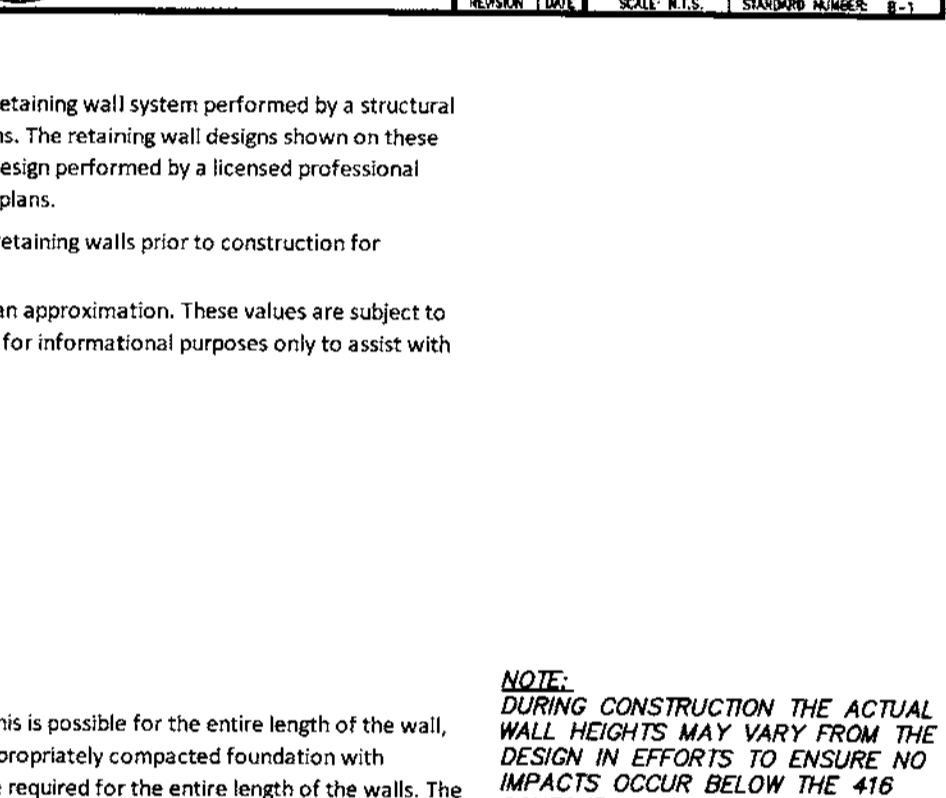 REVISION DATE SCALE: N.T.S. STANDARD NUMBER: B-1
etaining wall system performed by a structural
ns. The retaining wall designs shown on these
esign performed by a licensed professional
plans.
retaining walls prior to construction for
an approximation. These values are subject to
for informational purposes only to assist with
his is possible for the entire length of the wall,
propriately compacted foundation with
e required for the entire length of the walls. The
NOTE:
DURING CONSTRUCTION THE ACTUAL
WALL HEIGHTS MAY VARY FROM THE
DESIGN IN EFFORTS TO ENSURE NO
IMPACTS OCCUR BELOW THE 416